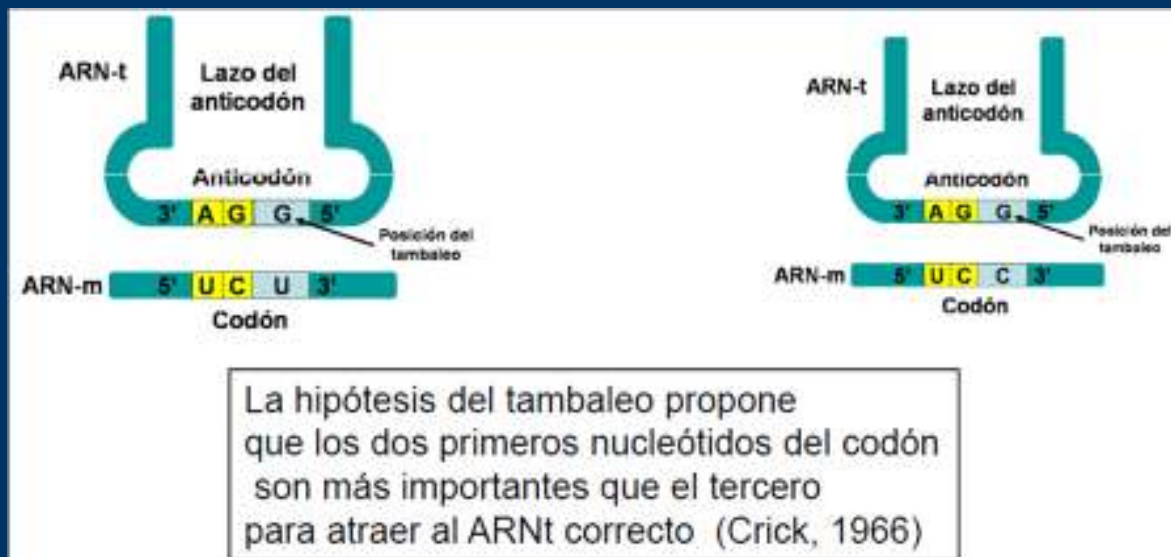 ARN-t
Lazo del
anticodón
Anticodón
3' A G G 5'
Posición del
tambaleo
ARN-m 5' U C U 3'
Codón
ARN-t
Lazo del
anticodón
Anticodón
3' A G G 5'
Posición del
tambaleo
ARN-m 5' U C C 3'
Codón
La hipótesis del tambaleo propone
que los dos primeros nucleótidos del codón
son más importantes que el tercero
para atraer al ARNt correcto (Crick, 1966)